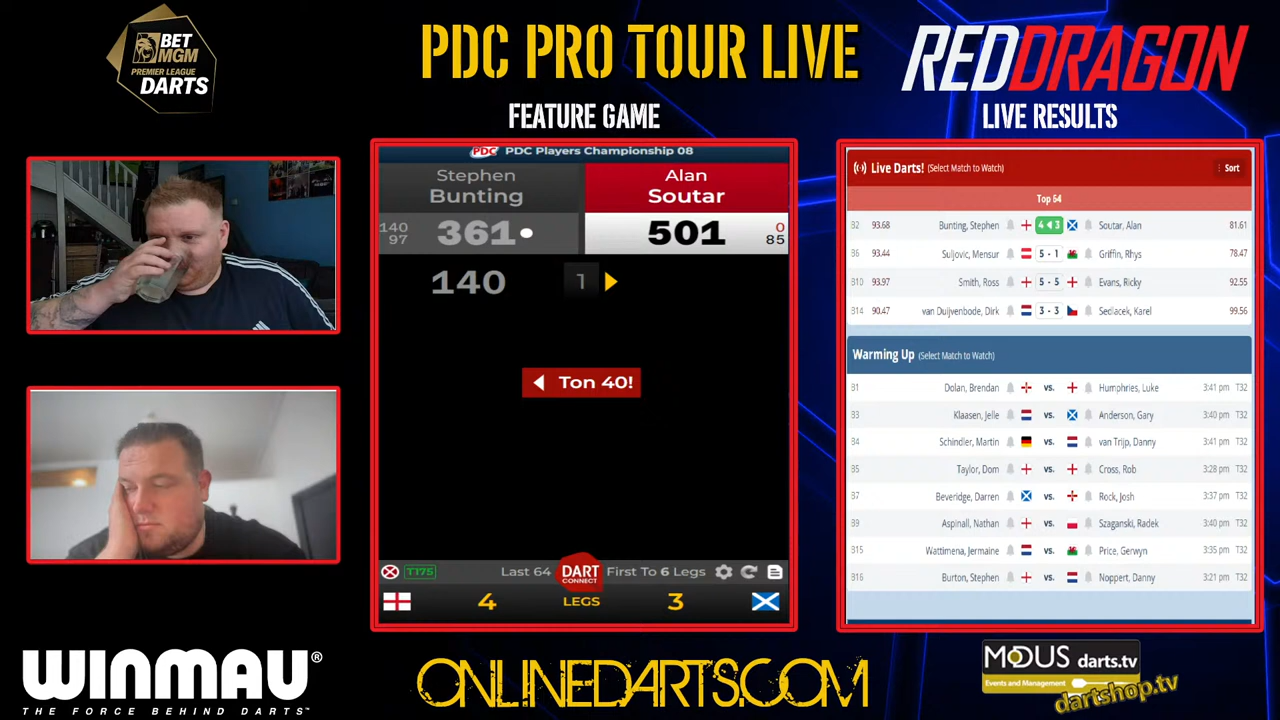 BET
MGM
PREMIER LEAGUE
DARTS
PDC PRO TOUR LIVE
REDDRAGON
FEATURE GAME
LIVE RESULTS
PDC PDC Players Championship 08
Stephen
Bunting
Alan
Soutar
140
97
361
501
0
85
140
1
Ton 40!
T175
Last 64
DART
CONNECT
First To 6 Legs
4
LEGS
3
Live Darts! (Select Match to Watch)
Sort
Top 64
B2 93.68 Bunting, Stephen 4 3 Soutar, Alan 81.61
B6 93.44 Suljovic, Mensur 5 - 1 Griffin, Rhys 78.47
B10 93.97 Smith, Ross 5 - 5 Evans, Ricky 92.55
B14 90.47 van Duijvenbode, Dirk 3 - 3 Sedlacek, Karel 99.56
Warming Up (Select Match to Watch)
B1 Dolan, Brendan vs. Humphries, Luke 3:41 pm T32
B3 Klaasen, Jelle vs. Anderson, Gary 3:40 pm T32
B4 Schindler, Martin vs. van Trijp, Danny 3:41 pm T32
B5 Taylor, Dom vs. Cross, Rob 3:28 pm T32
B7 Beveridge, Darren vs. Rock, Josh 3:37 pm T32
B9 Aspinall, Nathan vs. Szaganski, Radek 3:40 pm T32
B15 Wattimena, Jermaine vs. Price, Gerwyn 3:35 pm T32
B16 Burton, Stephen vs. Noppert, Danny 3:21 pm T32
WINMAU®
THE FORCE BEHIND DARTS™
ONLINEDARTS.COM
MODUS darts.tv
Events and Management
dartshop.tv